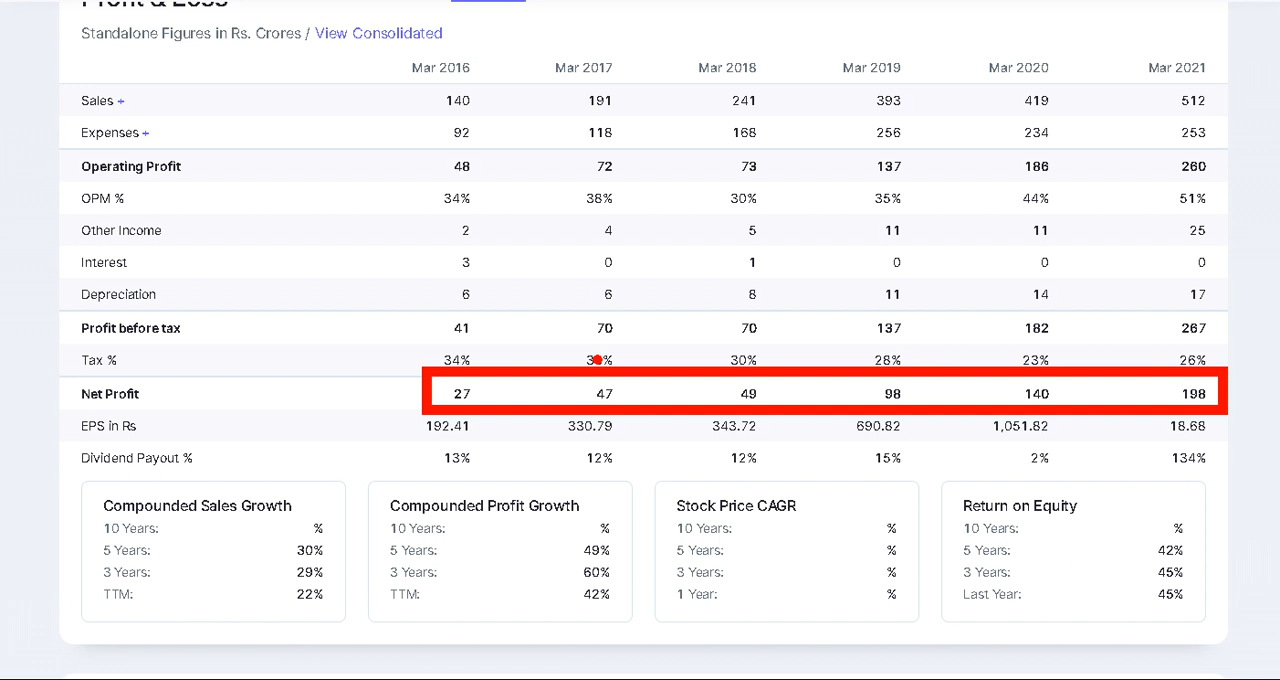 Profit & Loss
Standalone Figures in Rs. Crores / View Consolidated
Mar 2016 Mar 2017 Mar 2018 Mar 2019 Mar 2020 Mar 2021
Sales + 140 191 241 393 419 512
Expenses + 92 118 168 256 234 253
Operating Profit 48 72 73 137 186 260
OPM % 34% 38% 30% 35% 44% 51%
Other Income 2 4 5 11 11 25
Interest 3 0 1 0 0 0
Depreciation 6 6 8 11 14 17
Profit before tax 41 70 70 137 182 267
Tax % 34% 30% 28% 23% 26%
Net Profit 27 47 49 98 140 198
EPS in Rs 192.41 330.79 343.72 690.82 1,051.82 18.68
Dividend Payout % 13% 12% 12% 15% 2% 134%
Compounded Sales Growth
10 Years: %
5 Years: 30%
3 Years: 29%
TTM: 22%
Compounded Profit Growth
10 Years: %
5 Years: 49%
3 Years: 60%
TTM: 42%
Stock Price CAGR
10 Years: %
5 Years: %
3 Years: %
1 Year: %
Return on Equity
10 Years: %
5 Years: 42%
3 Years: 45%
Last Year: 45%